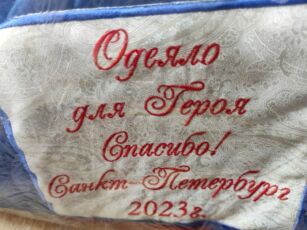 Одеяло
для Героя
Спасибо!
Санкт-Петербург
2023г.